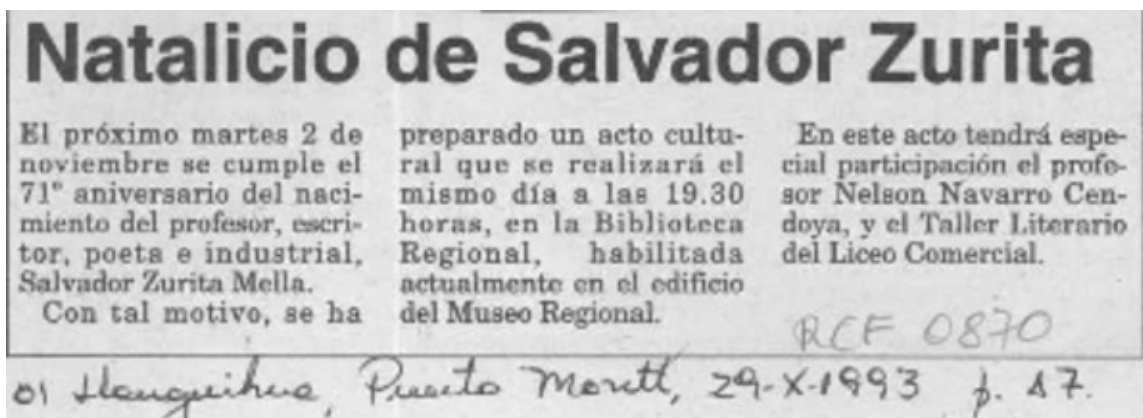 Natalicio de Salvador Zurita
El próximo martes 2 de
noviembre se cumple el
71º aniversario del naci-
miento del profesor, escri-
tor, poeta e industrial,
Salvador Zurita Mella.
Con tal motivo, se ha
preparado un acto cultu-
ral que se realizará el
mismo día a las 19.30
horas, en la Biblioteca
Regional, habilitada
actualmente en el edificio
del Museo Regional.
En este acto tendrá espe-
cial participación el profe-
sor Nelson Navarro Cen-
doya, y el Taller Literario
del Liceo Comercial.
RCF 0870
Llanquihue, Puerto Montt, 29-X-1993 p. A7.